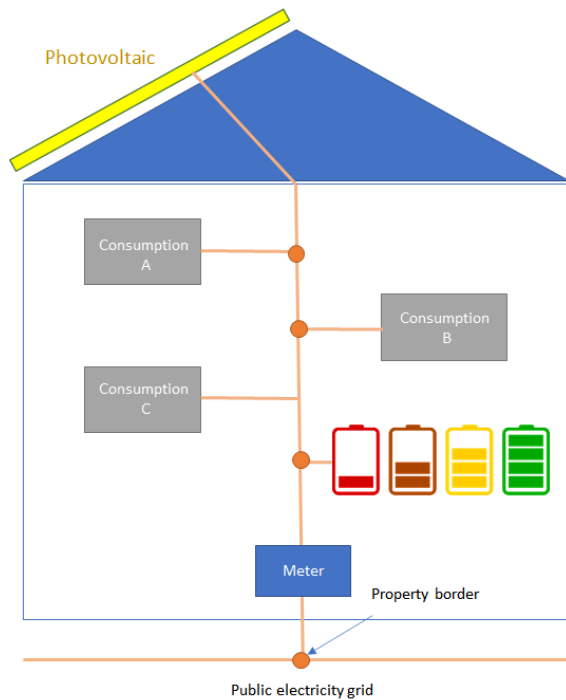 Photovoltaic
Consumption
A
Consumption
B
Consumption
C
Meter
Property border
Public electricity grid